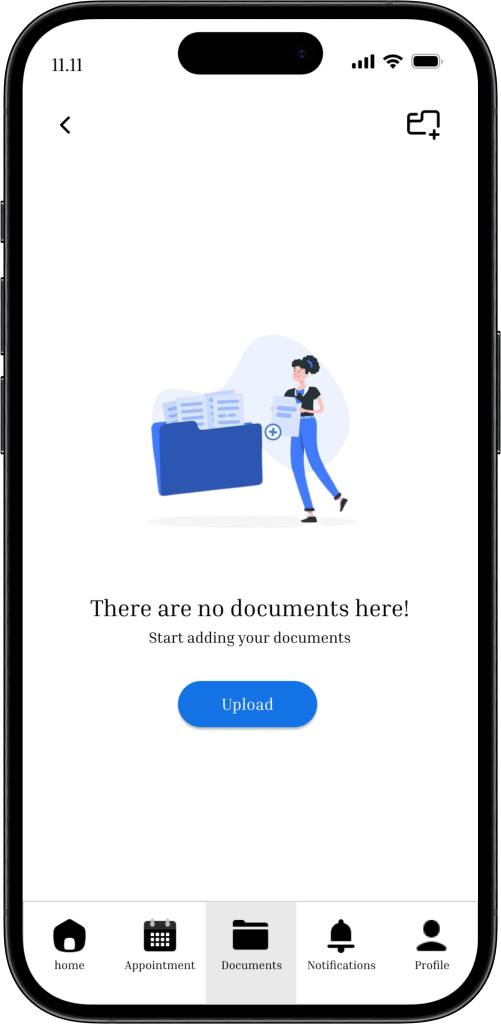 11.11
There are no documents here!
Start adding your documents
Upload
home Appointment Documents Notifications Profile